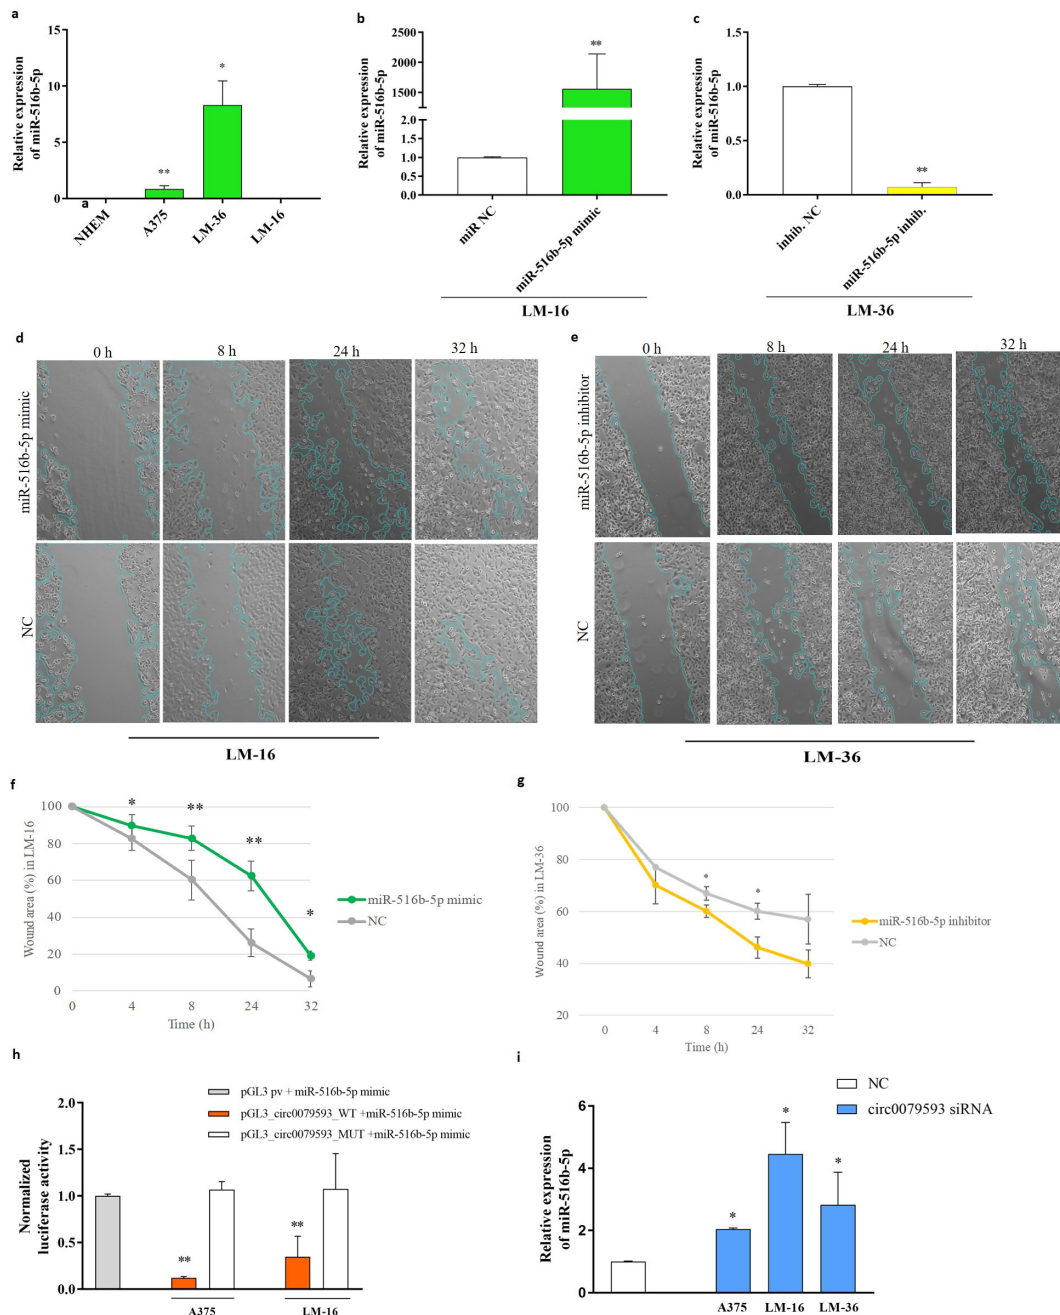 a
Relative expression
of miR-516b-5p
15
10
5
0
a
NHEM
A375
LM-36
LM-16
**
*
b
Relative expression
of miR-516b-5p
2500
1500
500
2.0
1.5
1.0
0.5
0.0
**
miR NC
miR-516b-5p mimic
LM-16
c
Relative expression
of miR-516b-5p
1.5
1.0
0.5
0.0
**
inhib. NC
miR-516b-5p inhib.
LM-36
d
0 h
8 h
24 h
32 h
miR-516b-5p mimic
NC
LM-16
e
0 h
8 h
24 h
32 h
miR-516b-5p inhibitor
NC
LM-36
f
Wound area (%) in LM-16
100
80
60
40
20
0
*
**
**
*
0 4 8 24 32
Time (h)
miR-516b-5p mimic
NC
g
Wound area (%) in LM-36
100
80
60
40
20
*
*
0 4 8 24 32
Time (h)
miR-516b-5p inhibitor
NC
h
pGL3 pv + miR-516b-5p mimic
pGL3_circ0079593_WT +miR-516b-5p mimic
pGL3_circ0079593_MUT +miR-516b-5p mimic
Normalized
luciferase activity
2.0
1.5
1.0
0.5
0.0
**
**
A375
LM-16
i
NC
circ0079593 siRNA
Relative expression
of miR-516b-5p
6
4
2
0
*
*
*
A375 LM-16 LM-36